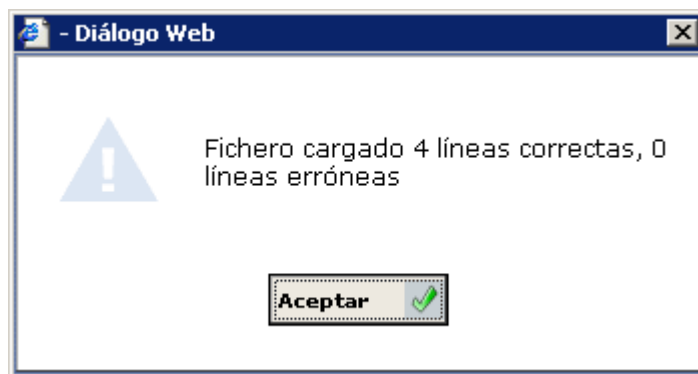 - Diálogo Web
Fichero cargado 4 líneas correctas, 0
líneas erróneas
Aceptar